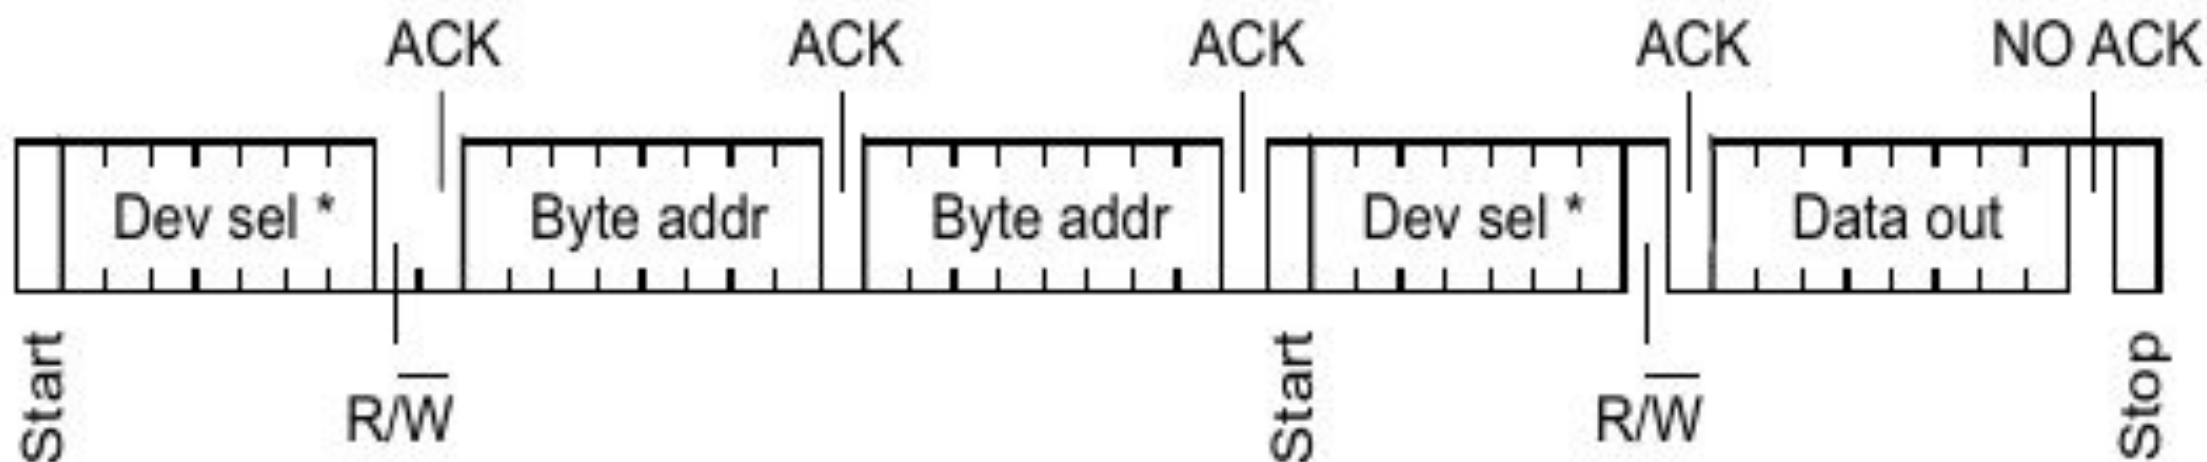 ACK ACK ACK ACK NO ACK
Dev sel * Byte addr Byte addr Dev sel * Data out
Start R/W̅ Start R/W̅ Stop